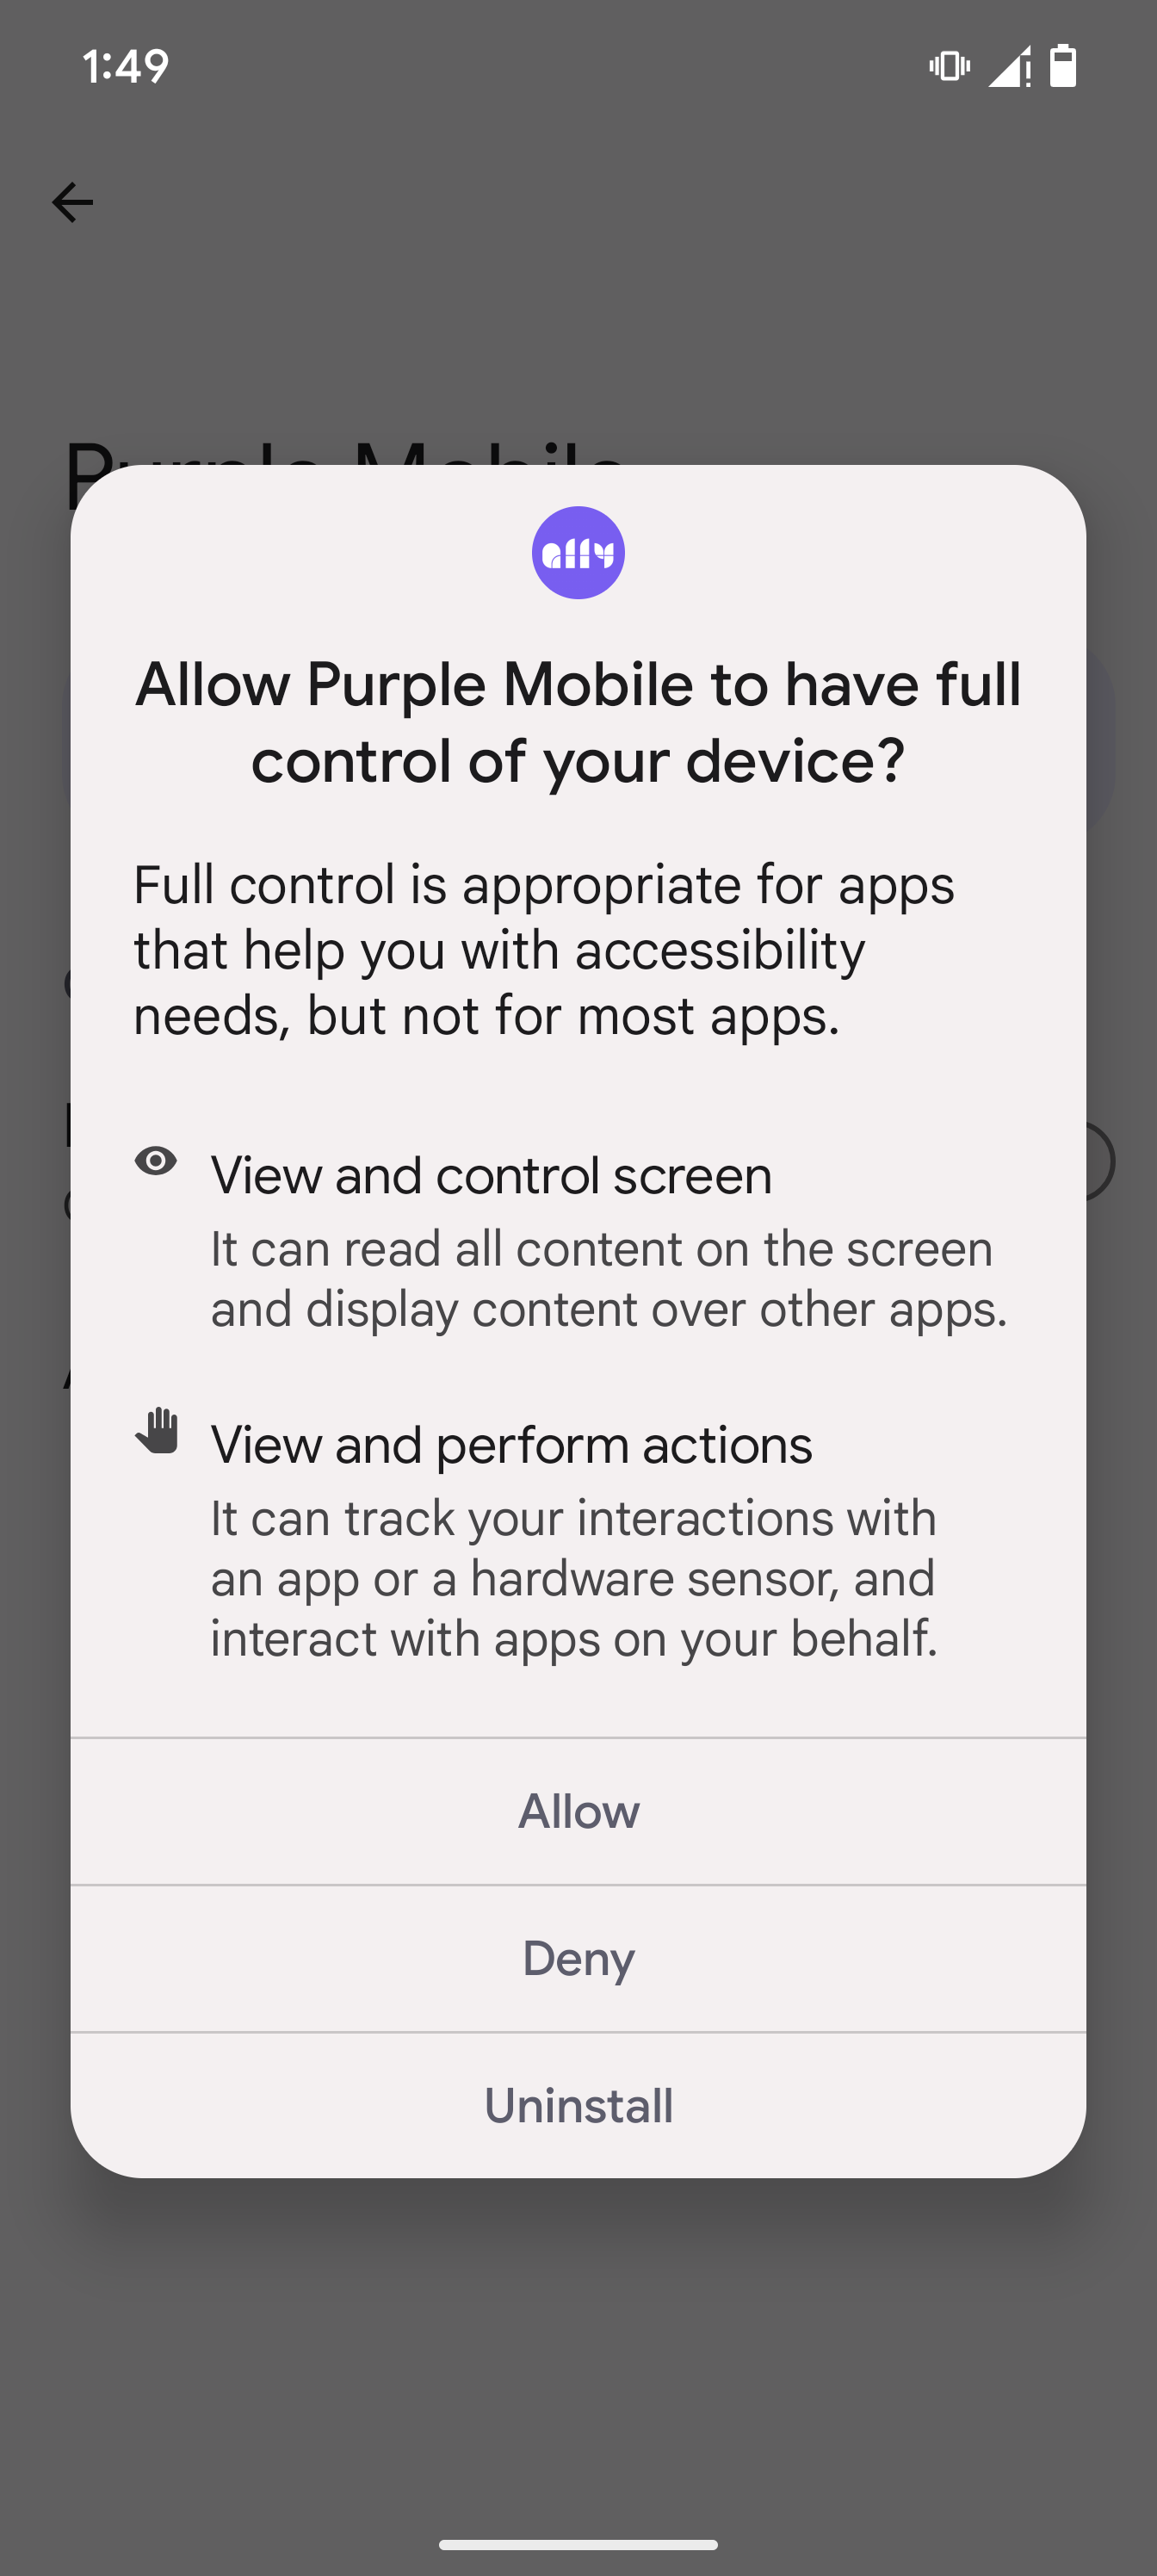 1:49
Purple Mobile
ally
Allow Purple Mobile to have full
control of your device?
Full control is appropriate for apps
that help you with accessibility
needs, but not for most apps.
View and control screen
It can read all content on the screen
and display content over other apps.
View and perform actions
It can track your interactions with
an app or a hardware sensor, and
interact with apps on your behalf.
Allow
Deny
Uninstall